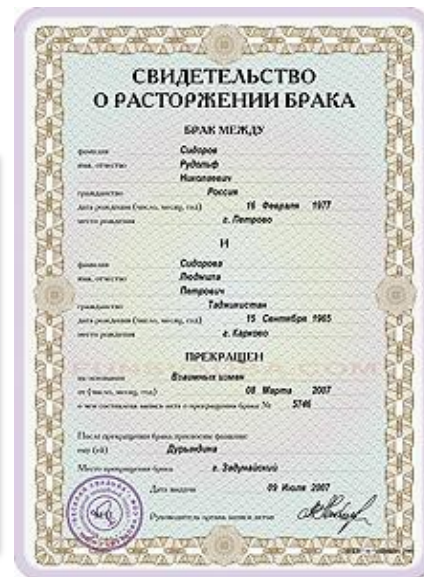 СВИДЕТЕЛЬСТВО
О РАСТОРЖЕНИИ БРАКА
БРАК МЕЖДУ
фамилия Сидоров
имя, отчество Рудольф
Николаевич
гражданство Россия
дата рождения (число, месяц, год) 16 Февраля 1977
место рождения г. Петрово
И
фамилия Сидорова
имя, отчество Людмила
Петрович
гражданство Таджикистан
дата рождения (число, месяц, год) 15 Сентября 1985
место рождения г. Карково
ПРЕКРАЩЕН
на основании Взаимных измен
от (число, месяц, год) 08 Марта 2007
о чем составлена запись акта о прекращении брака № 5746
После прекращения брака присвоены фамилии:
ему (ей) Дурындина
Место прекращения брака г. Задунайский
Дата выдачи 09 Июля 2007
Руководитель органа записи актов